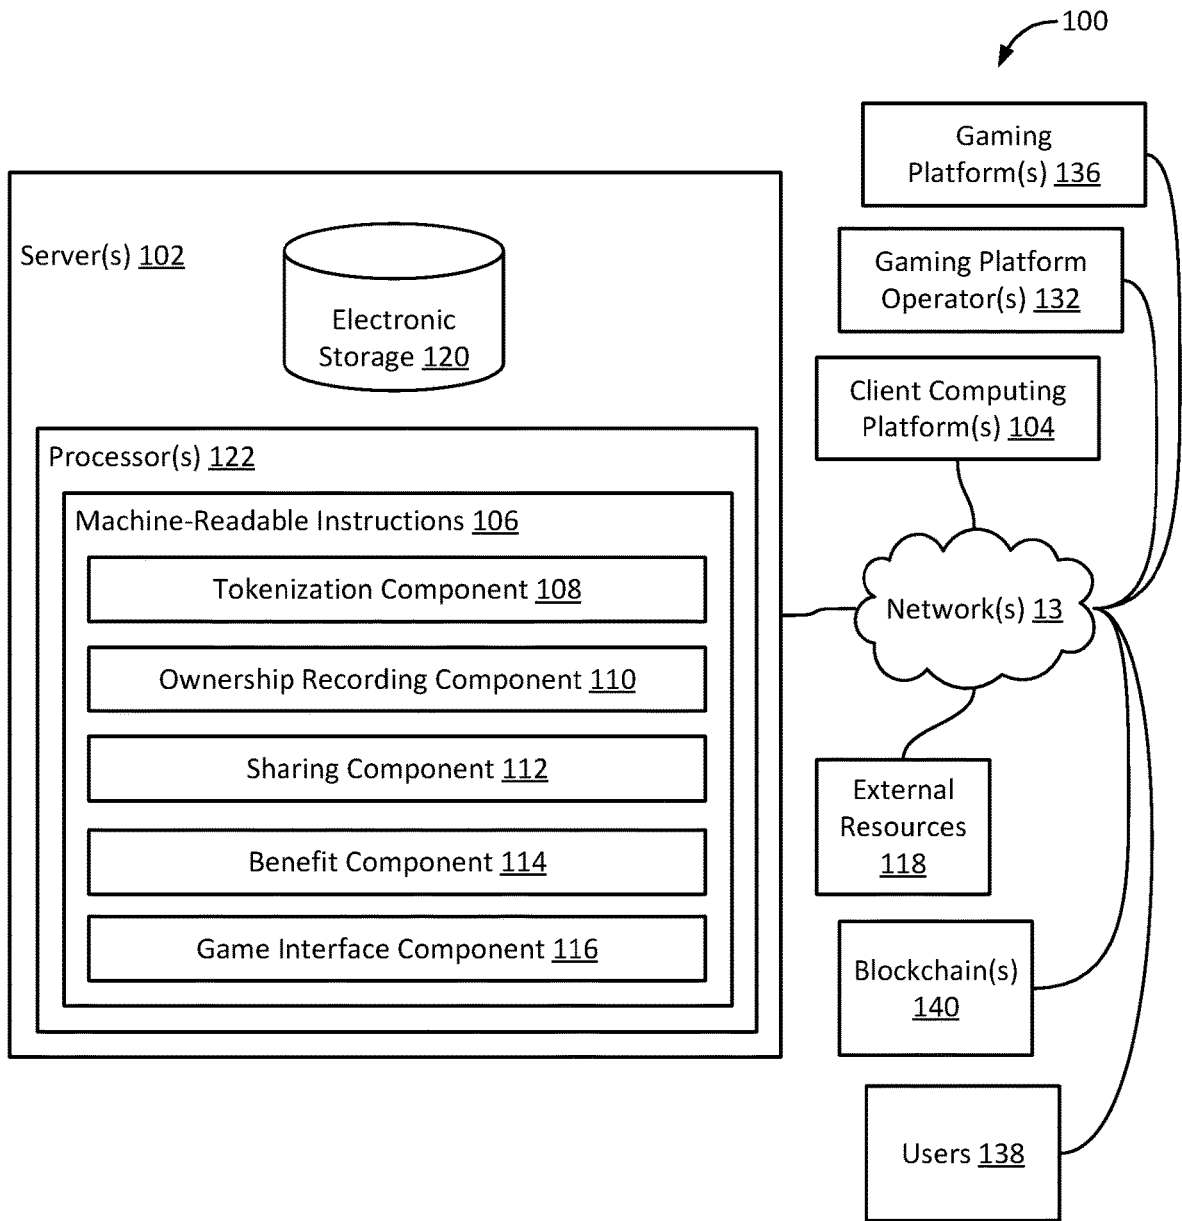 100
Gaming
Platform(s) 136
Gaming Platform
Operator(s) 132
Client Computing
Platform(s) 104
Server(s) 102
Electronic
Storage 120
Processor(s) 122
Machine-Readable Instructions 106
Tokenization Component 108
Ownership Recording Component 110
Sharing Component 112
Benefit Component 114
Game Interface Component 116
Network(s) 13
External
Resources
118
Blockchain(s)
140
Users 138